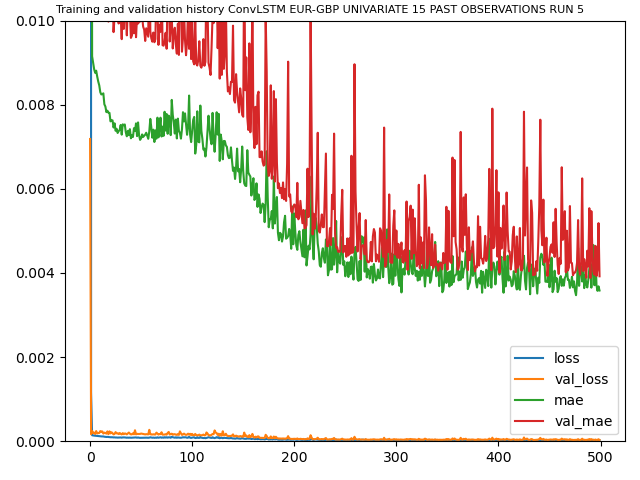 Training and validation history ConvLSTM EUR-GBP UNIVARIATE 15 PAST OBSERVATIONS RUN 5
0.010
0.008
0.006
0.004
0.002
0.000
loss
val_loss
mae
val_mae
0 100 200 300 400 500